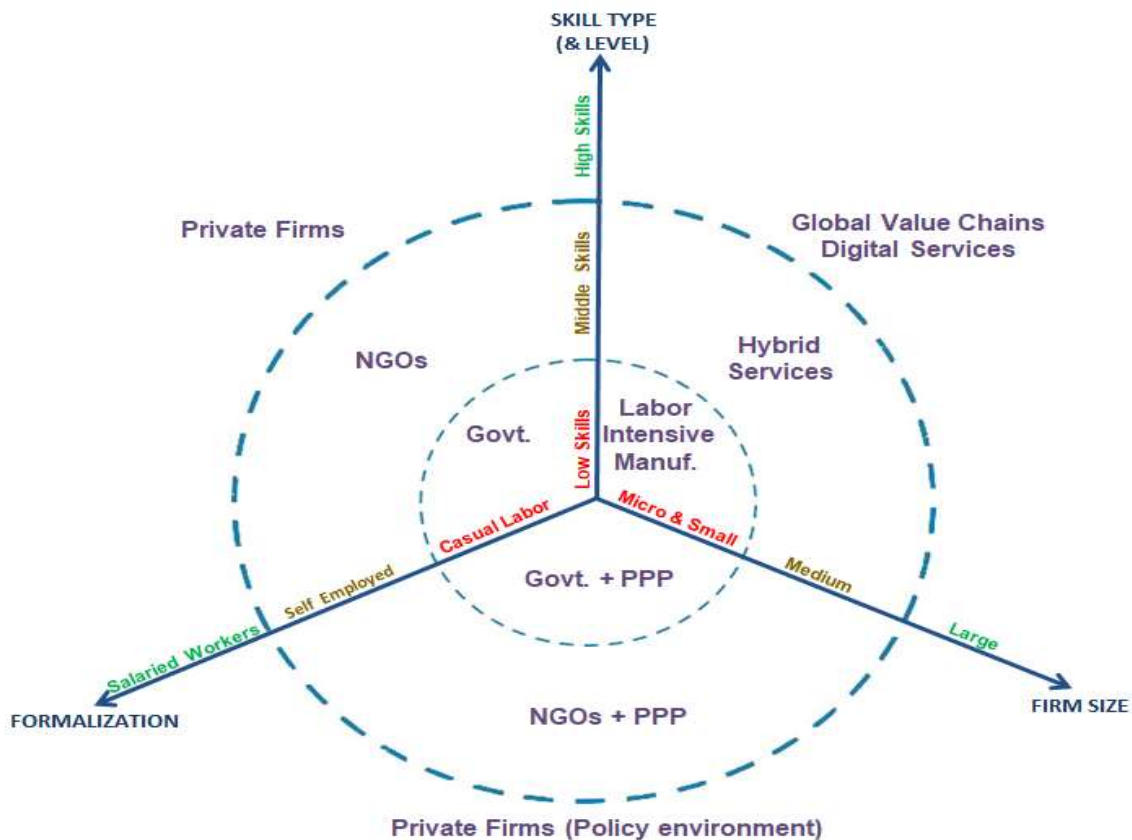 SKILL TYPE
(& LEVEL)
High Skills
Private Firms
Global Value Chains
Digital Services
Middle Skills
NGOs
Hybrid
Services
Govt.
Low Skills
Labor
Intensive
Manuf.
Casual Labor
Micro & Small
Self Employed
Govt. + PPP
Medium
Salaried Workers
Large
FORMALIZATION
NGOs + PPP
FIRM SIZE
Private Firms (Policy environment)